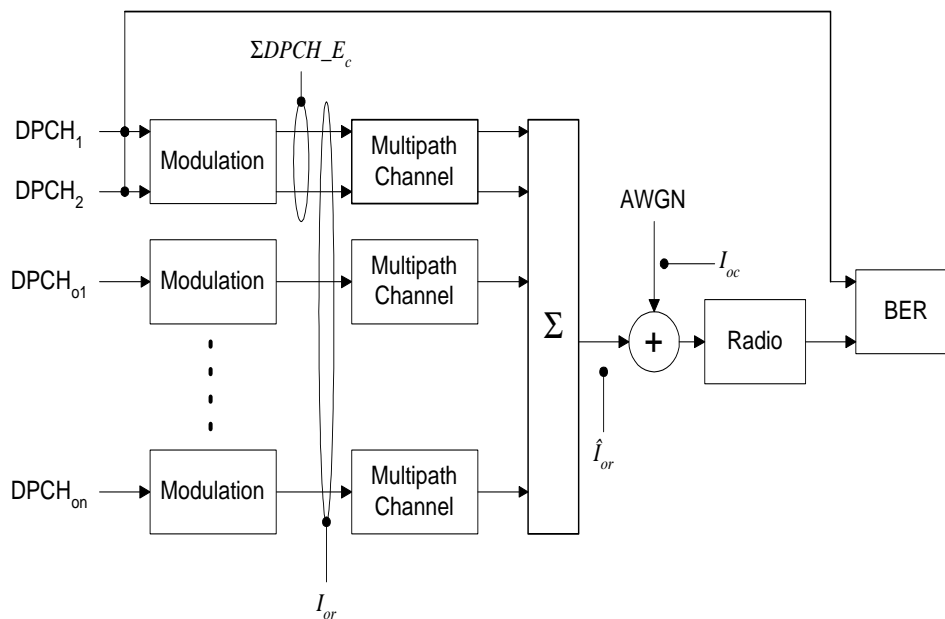 ΣDPCH_E_c
DPCH_1
DPCH_2
Modulation
Multipath
Channel
AWGN
I_oc
DPCH_o1
Modulation
Multipath
Channel
Σ
+
Radio
BER
Î_or
DPCH_on
Modulation
Multipath
Channel
I_or